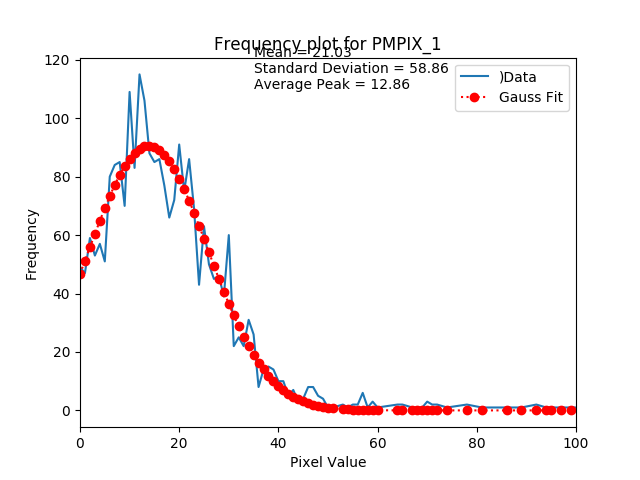 Frequency plot for PMPIX_1
Mean = 21.03
Standard Deviation = 58.86
Average Peak = 12.86
)Data
Gauss Fit
120
100
80
60
40
20
0
Frequency
0 20 40 60 80 100
Pixel Value